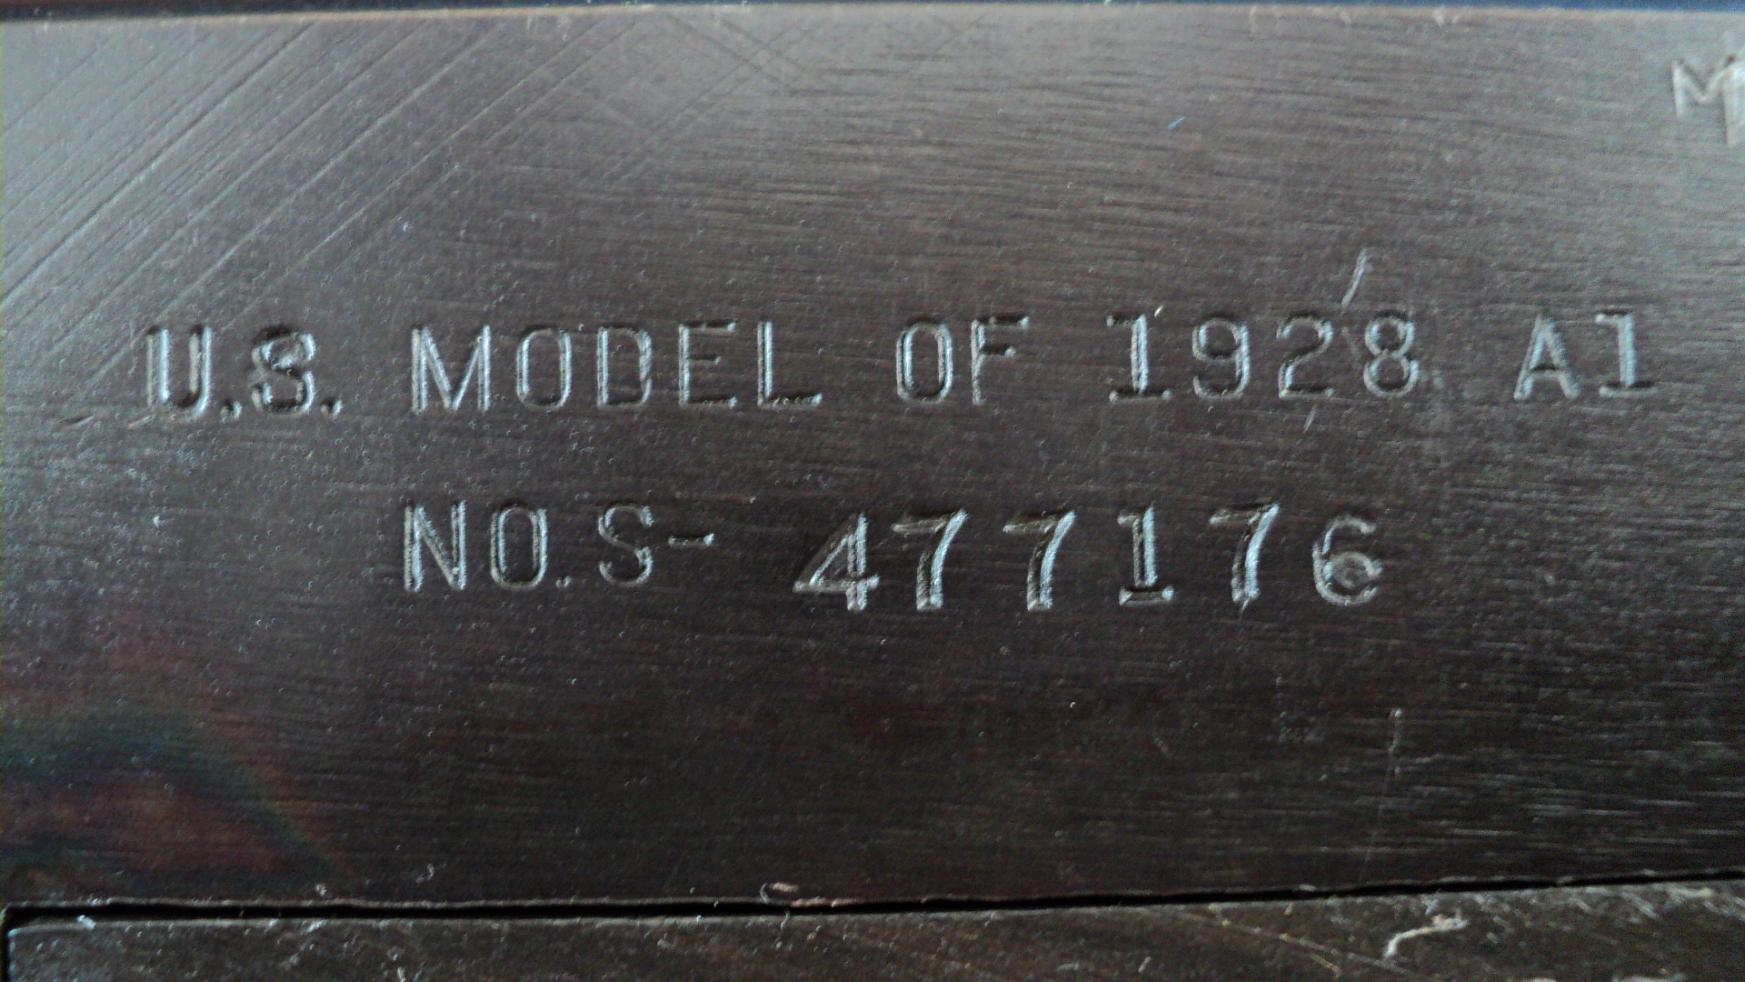 U.S. MODEL OF 1928 A1
NO. S- 477176